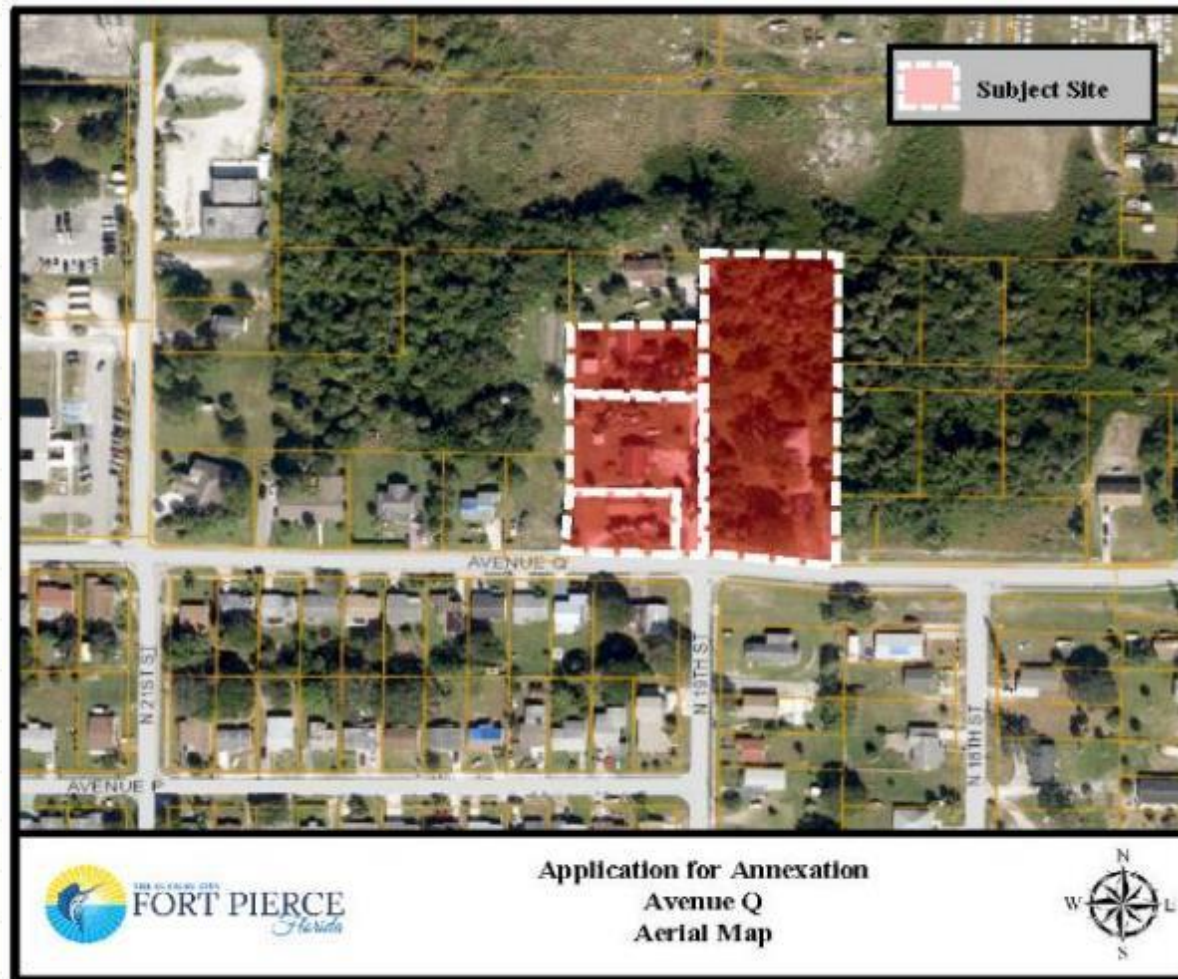 Subject Site
AVENUE Q
N 21ST ST
N 19TH ST
N 18TH ST
AVENUE P
FORT PIERCE
Florida
Application for Annexation
Avenue Q
Aerial Map
N
W E
S